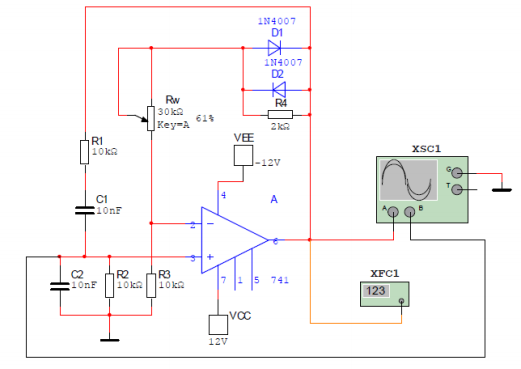 1N4007
D1
1N4007
D2
Rw
30kΩ
Key=A
61%
R4
2kΩ
R1
10kΩ
VEE
-12V
XSC1
G
T
A
B
C1
10nF
4
A
2
6
3
7
1
5
741
C2
10nF
R2
10kΩ
R3
10kΩ
XFC1
123
VCC
12V